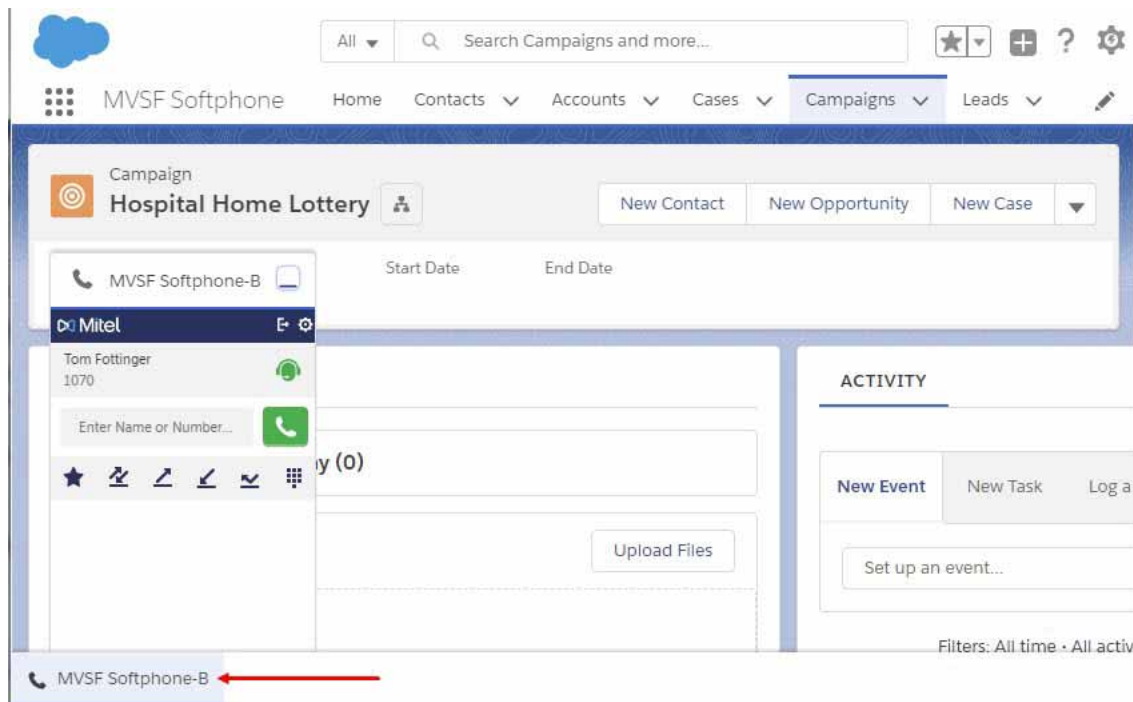 All
Search Campaigns and more...
MVSF Softphone Home Contacts Accounts Cases Campaigns Leads
Campaign
Hospital Home Lottery
New Contact New Opportunity New Case
MVSF Softphone-B
Start Date End Date
Mitel
Tom Fottinger
1070
ACTIVITY
Enter Name or Number...
y (0)
New Event New Task Log a
Upload Files
Set up an event...
Filters: All time • All activ
MVSF Softphone-B